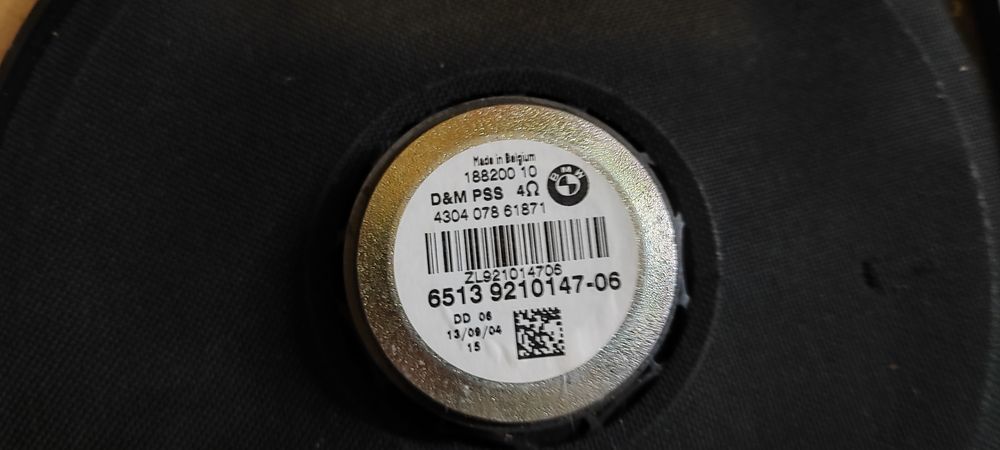 Made in Belgium
188200 10
D&M PSS 4Ω
BMW
4304 078 61871
ZL921014706
6513 9210147-06
DD 06
13/09/04
15